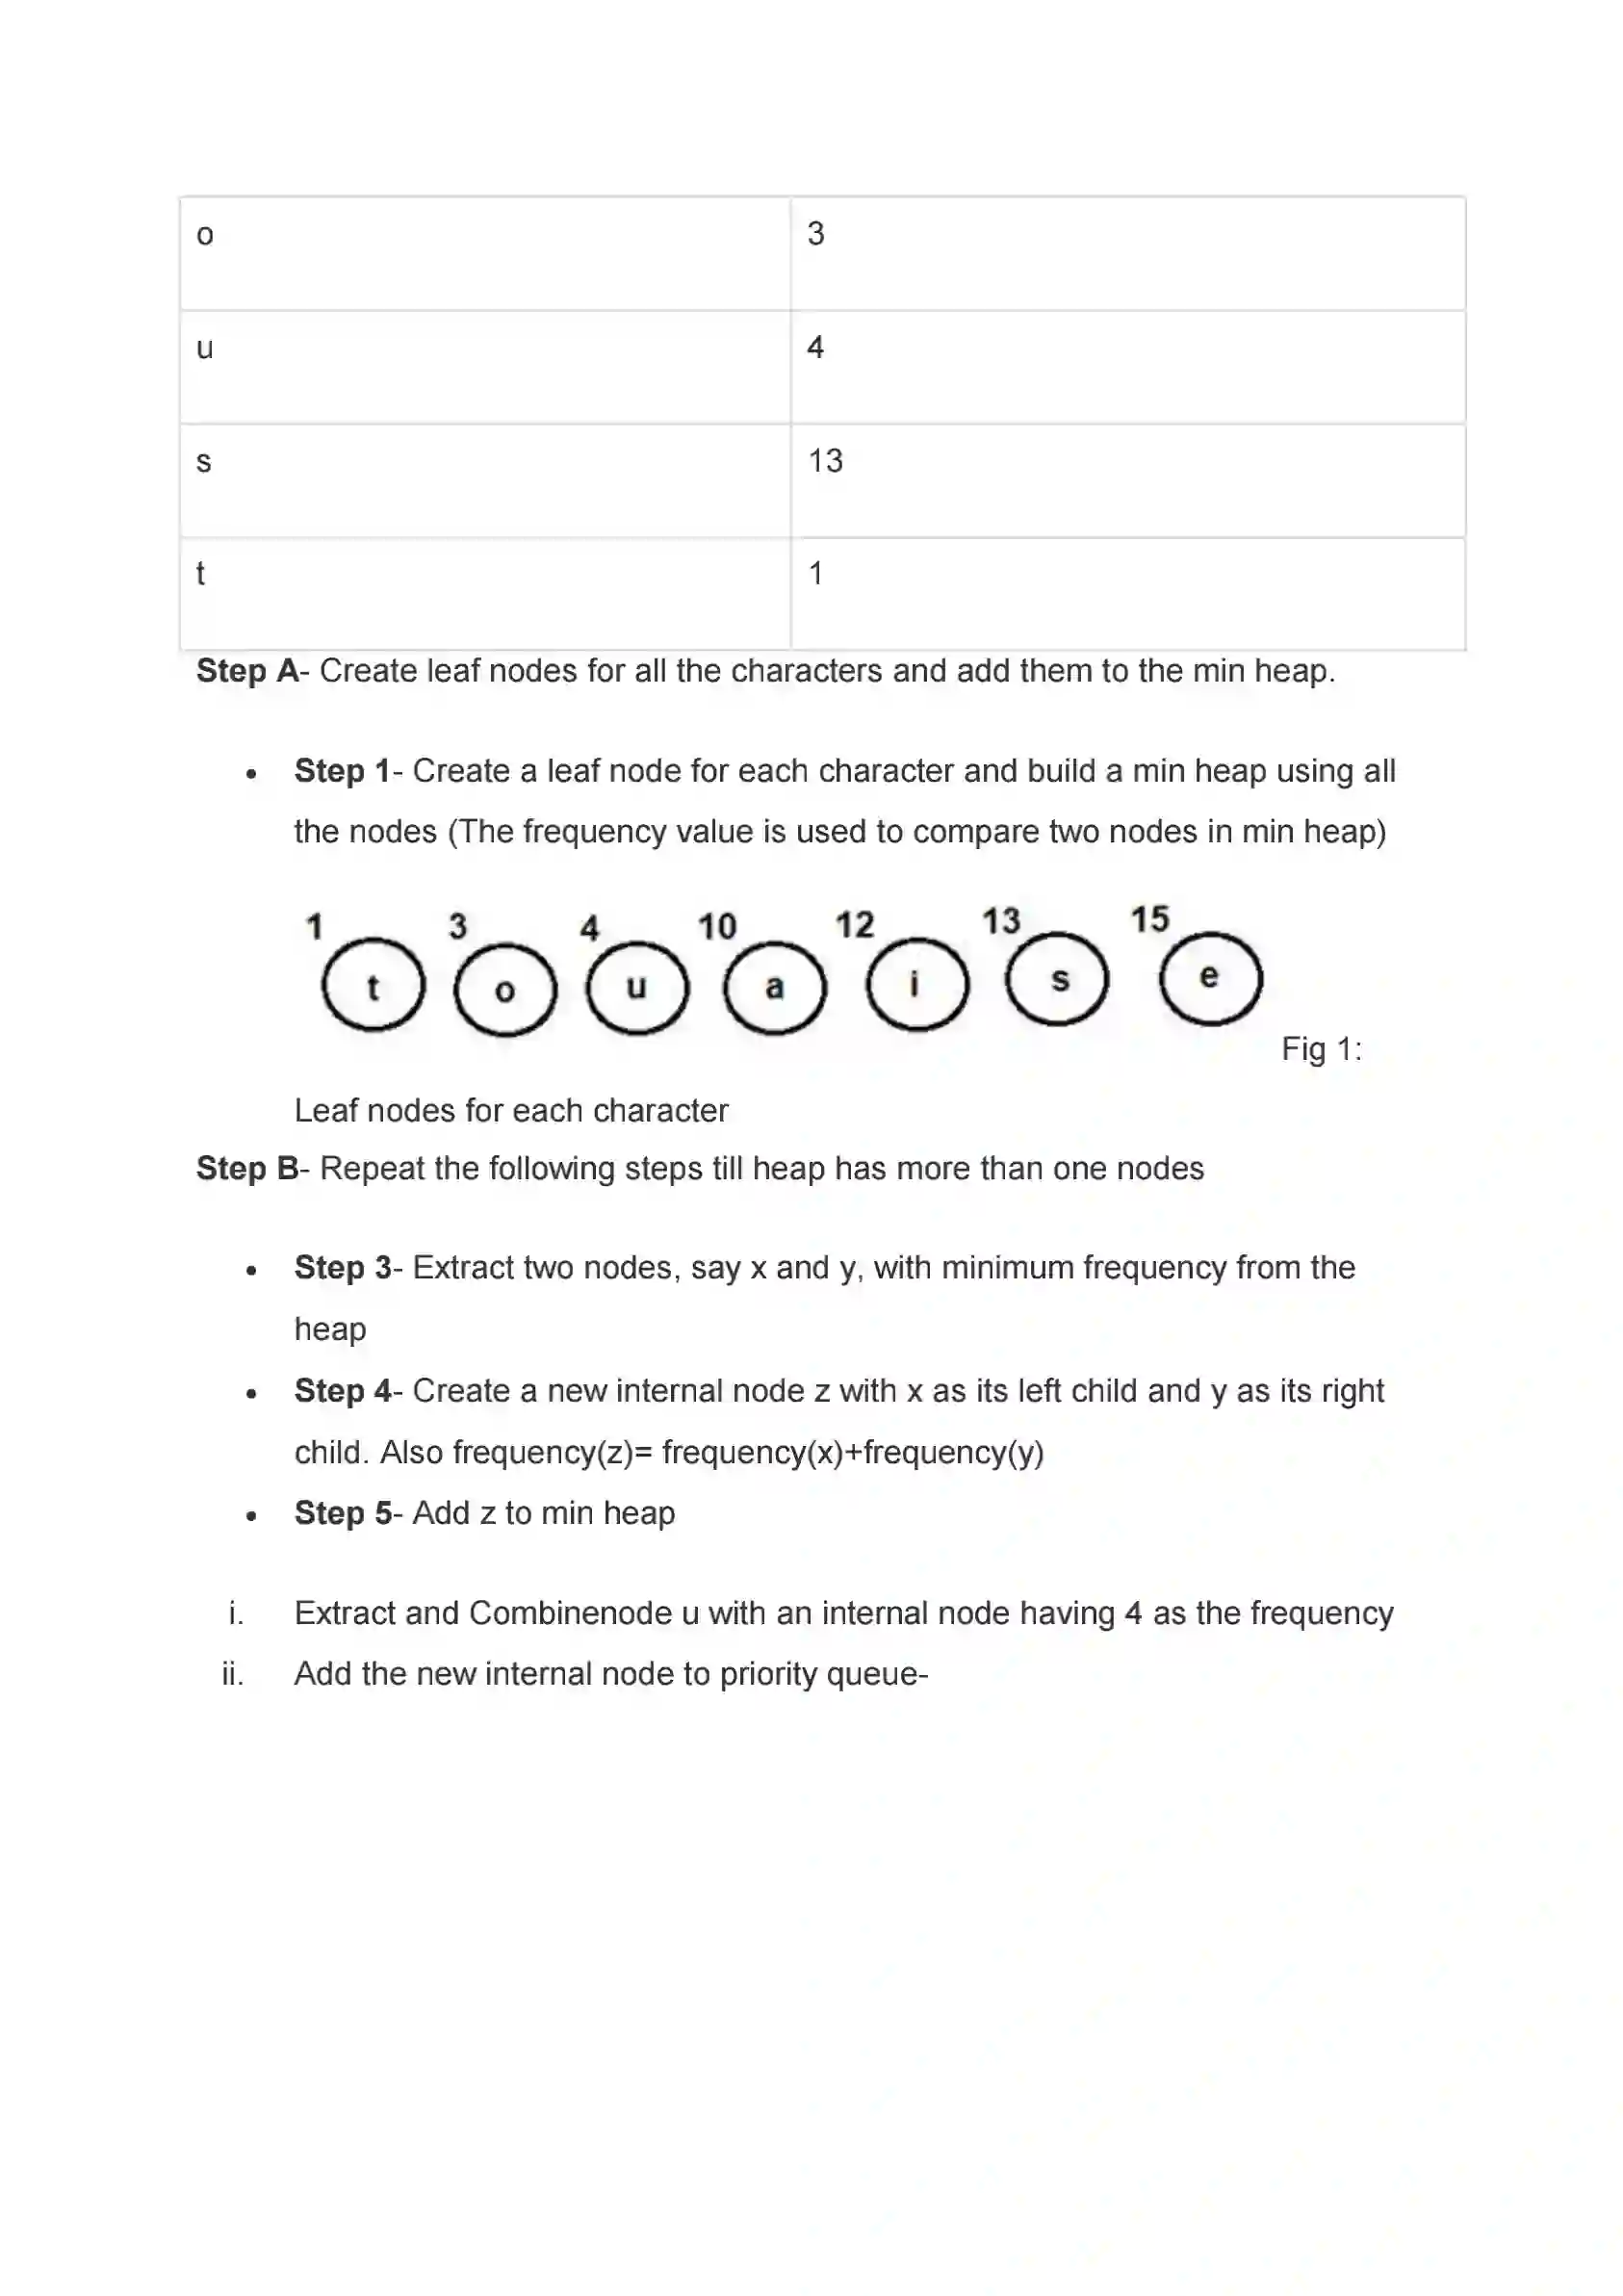 o 3
u 4
s 13
t 1
Step A- Create leaf nodes for all the characters and add them to the min heap.
• Step 1- Create a leaf node for each character and build a min heap using all
the nodes (The frequency value is used to compare two nodes in min heap)
1 3 4 10 12 13 15
t o u a i s e
Fig 1:
Leaf nodes for each character
Step B- Repeat the following steps till heap has more than one nodes
• Step 3- Extract two nodes, say x and y, with minimum frequency from the
heap
• Step 4- Create a new internal node z with x as its left child and y as its right
child. Also frequency(z)= frequency(x)+frequency(y)
• Step 5- Add z to min heap
i. Extract and Combinenode u with an internal node having 4 as the frequency
ii. Add the new internal node to priority queue-